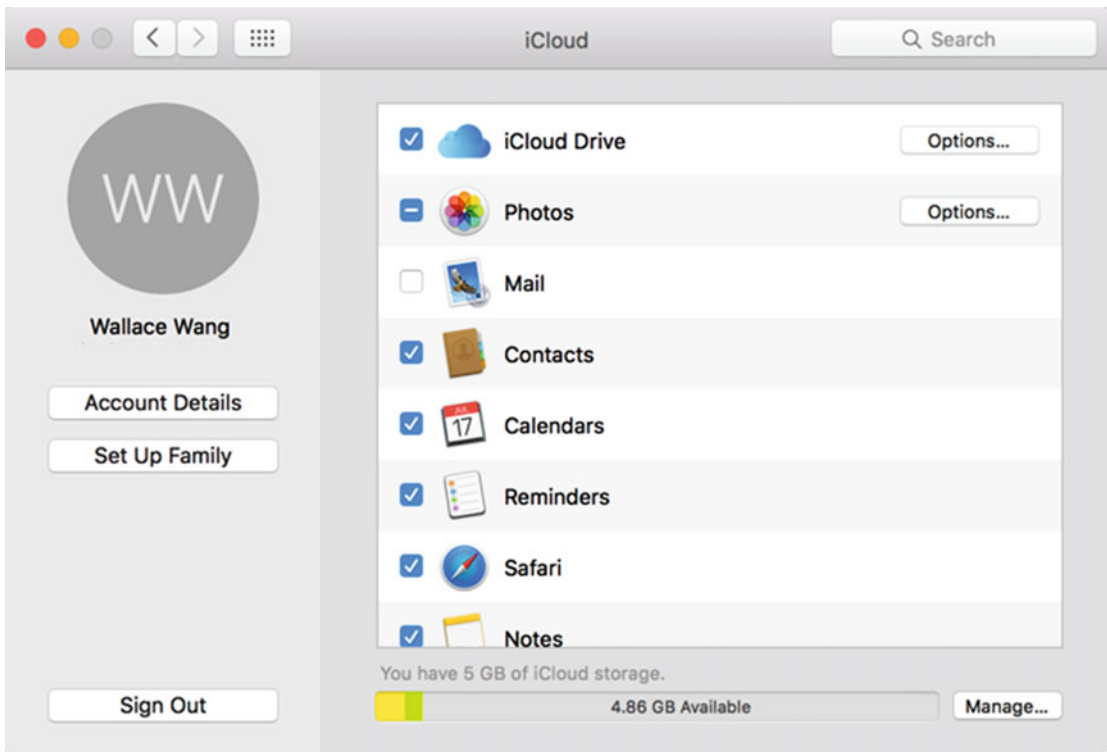 iCloud
Search
WW
Wallace Wang
Account Details
Set Up Family
Sign Out
iCloud Drive
Options...
Photos
Options...
Mail
Contacts
JUL
17
Calendars
Reminders
Safari
Notes
You have 5 GB of iCloud storage.
4.86 GB Available
Manage...